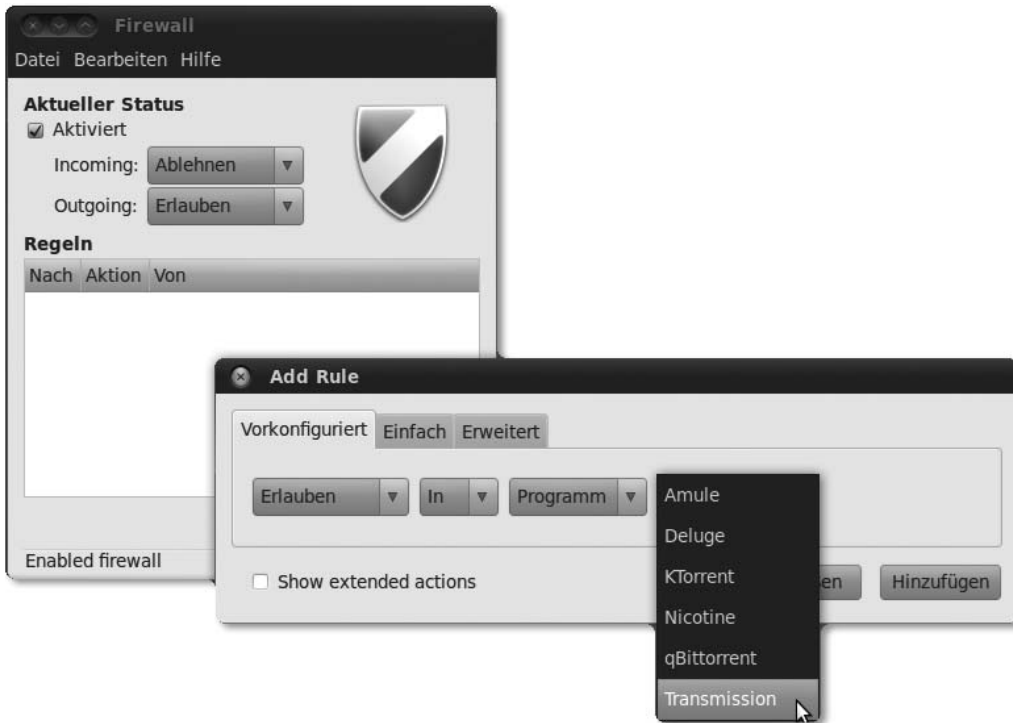 Firewall
Datei Bearbeiten Hilfe
Aktueller Status
Aktiviert
Incoming: Ablehnen
Outgoing: Erlauben
Regeln
Nach Aktion Von
Enabled firewall
Add Rule
Vorkonfiguriert Einfach Erweitert
Erlauben In Programm
Amule
Deluge
KTorrent
Nicotine
qBittorrent
Transmission
Show extended actions
Hinzufügen